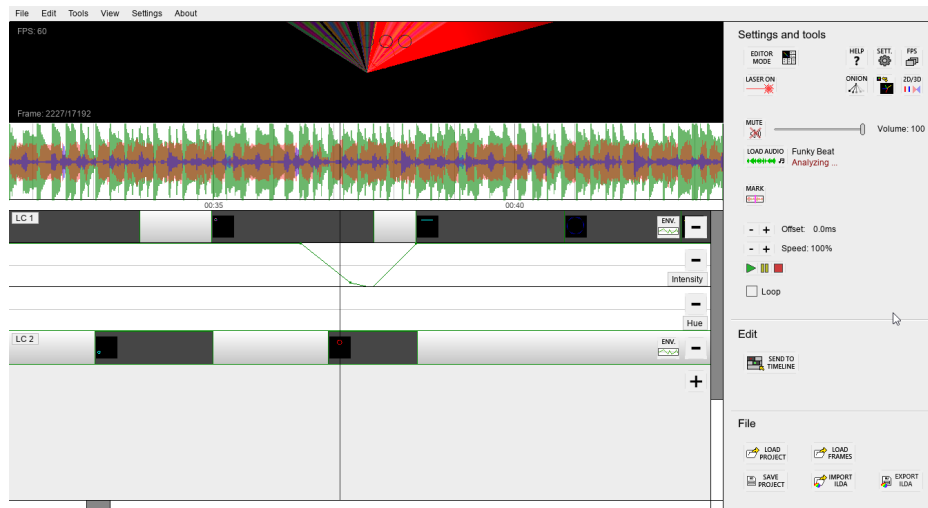 File Edit Tools View Settings About
FPS: 60
Frame: 2227/17192
00:35 00:40
LC 1
ENV.
Intensity
Hue
LC 2
ENV.
Settings and tools
EDITOR
MODE
HELP
?
SETT.
FPS
LASER ON
ONION
2D/3D
MUTE
Volume: 100
LOAD AUDIO
Funky Beat
Analyzing ...
MARK
- + Offset: 0.0ms
- + Speed: 100%
Loop
Edit
SEND TO
TIMELINE
File
LOAD
PROJECT
LOAD
FRAMES
SAVE
PROJECT
IMPORT
ILDA
EXPORT
ILDA